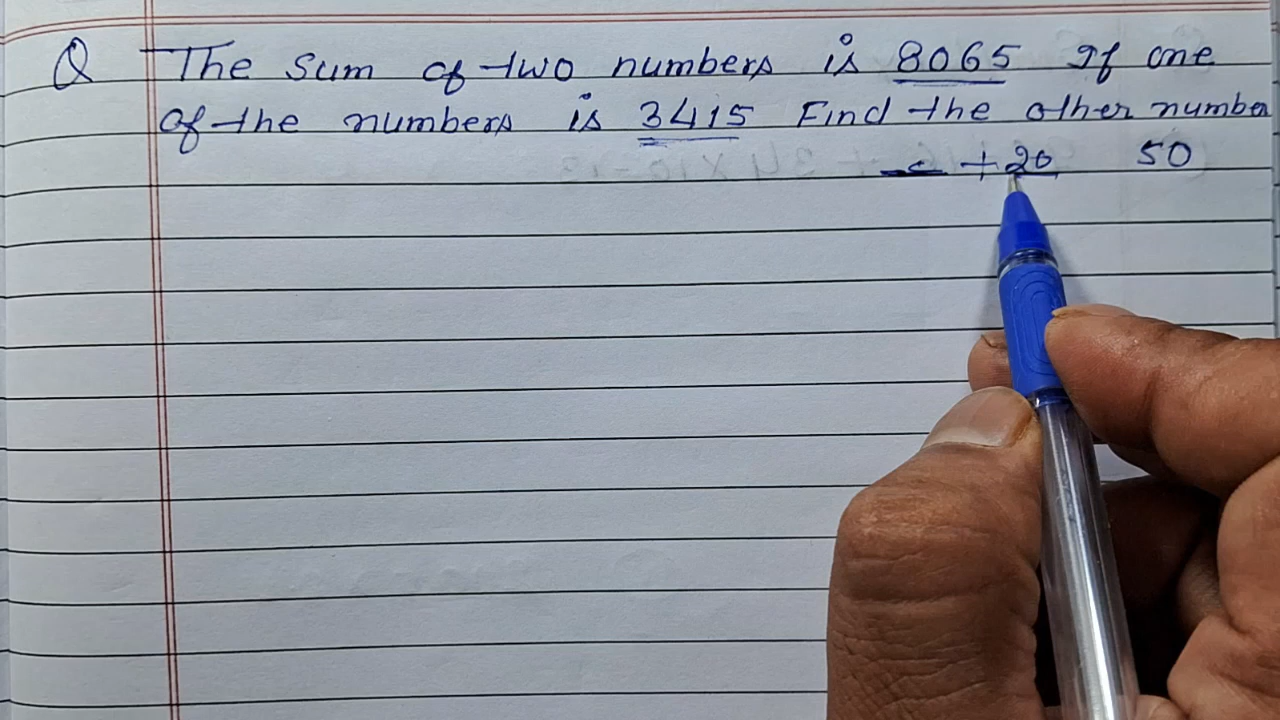 Q The Sum of two numbers is 8065 If one
of the numbers is 3415 Find the other number
+20 50